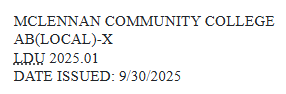 MCLENNAN COMMUNITY COLLEGE
AB(LOCAL)-X
LDU 2025.01
DATE ISSUED: 9/30/2025